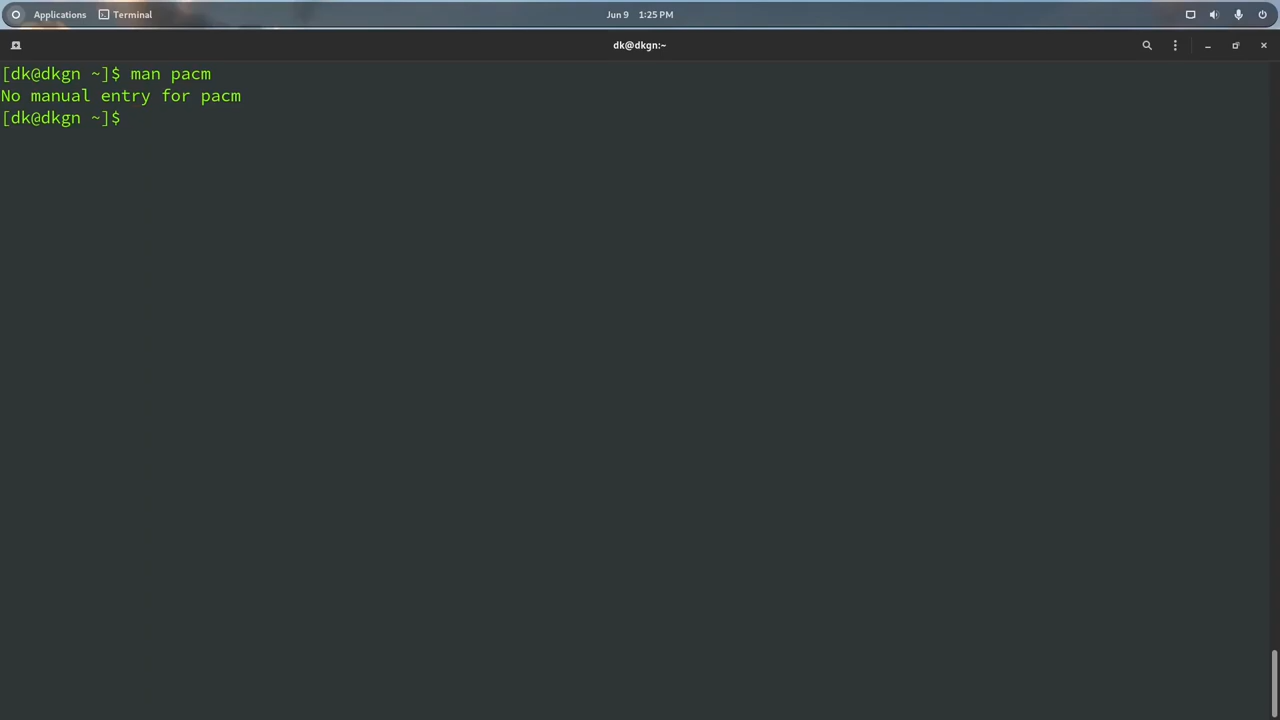 Applications Terminal Jun 9 1:25 PM
dk@dkgn:~
[dk@dkgn ~]$ man pacm
No manual entry for pacm
[dk@dkgn ~]$